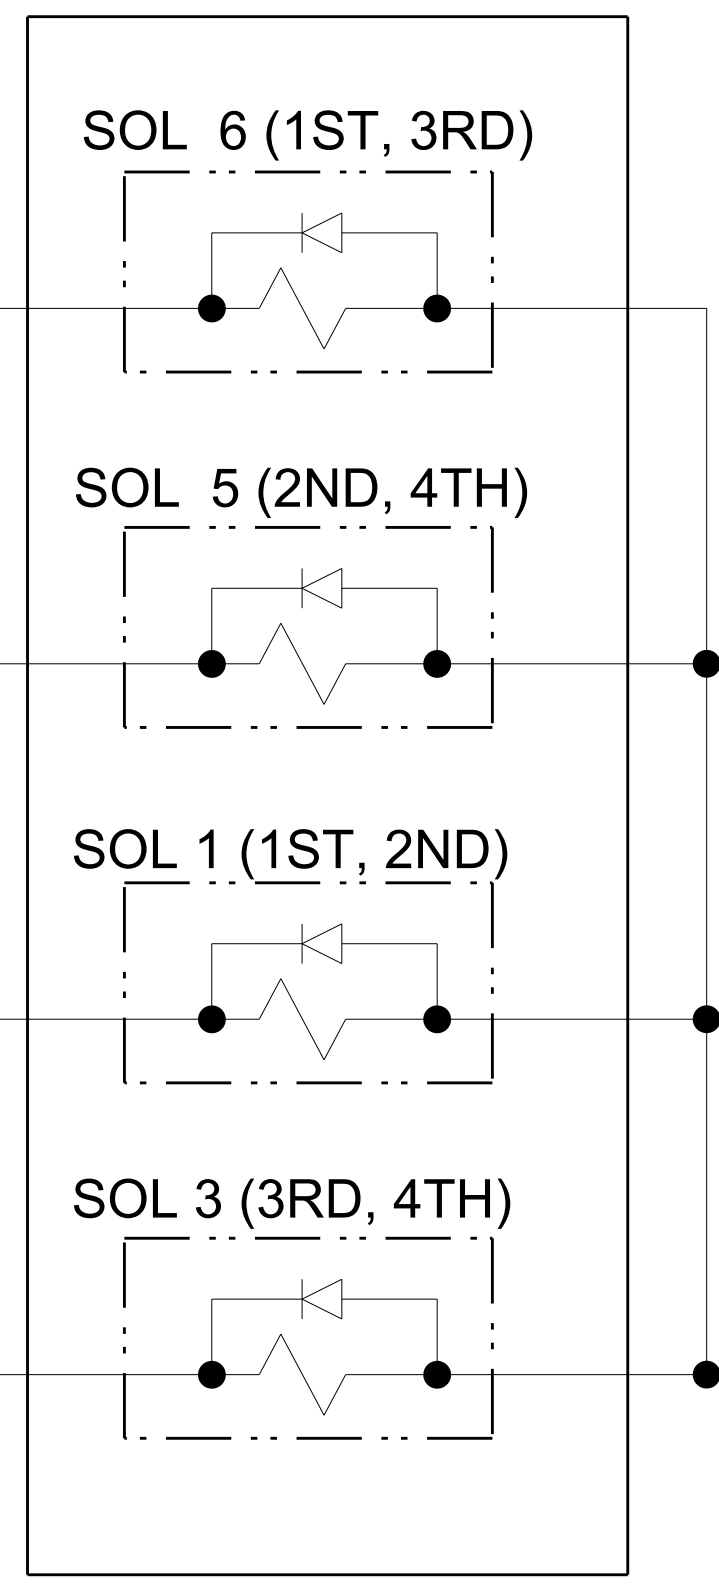 SOL 6 (1ST, 3RD)
SOL 5 (2ND, 4TH)
SOL 1 (1ST, 2ND)
SOL 3 (3RD, 4TH)